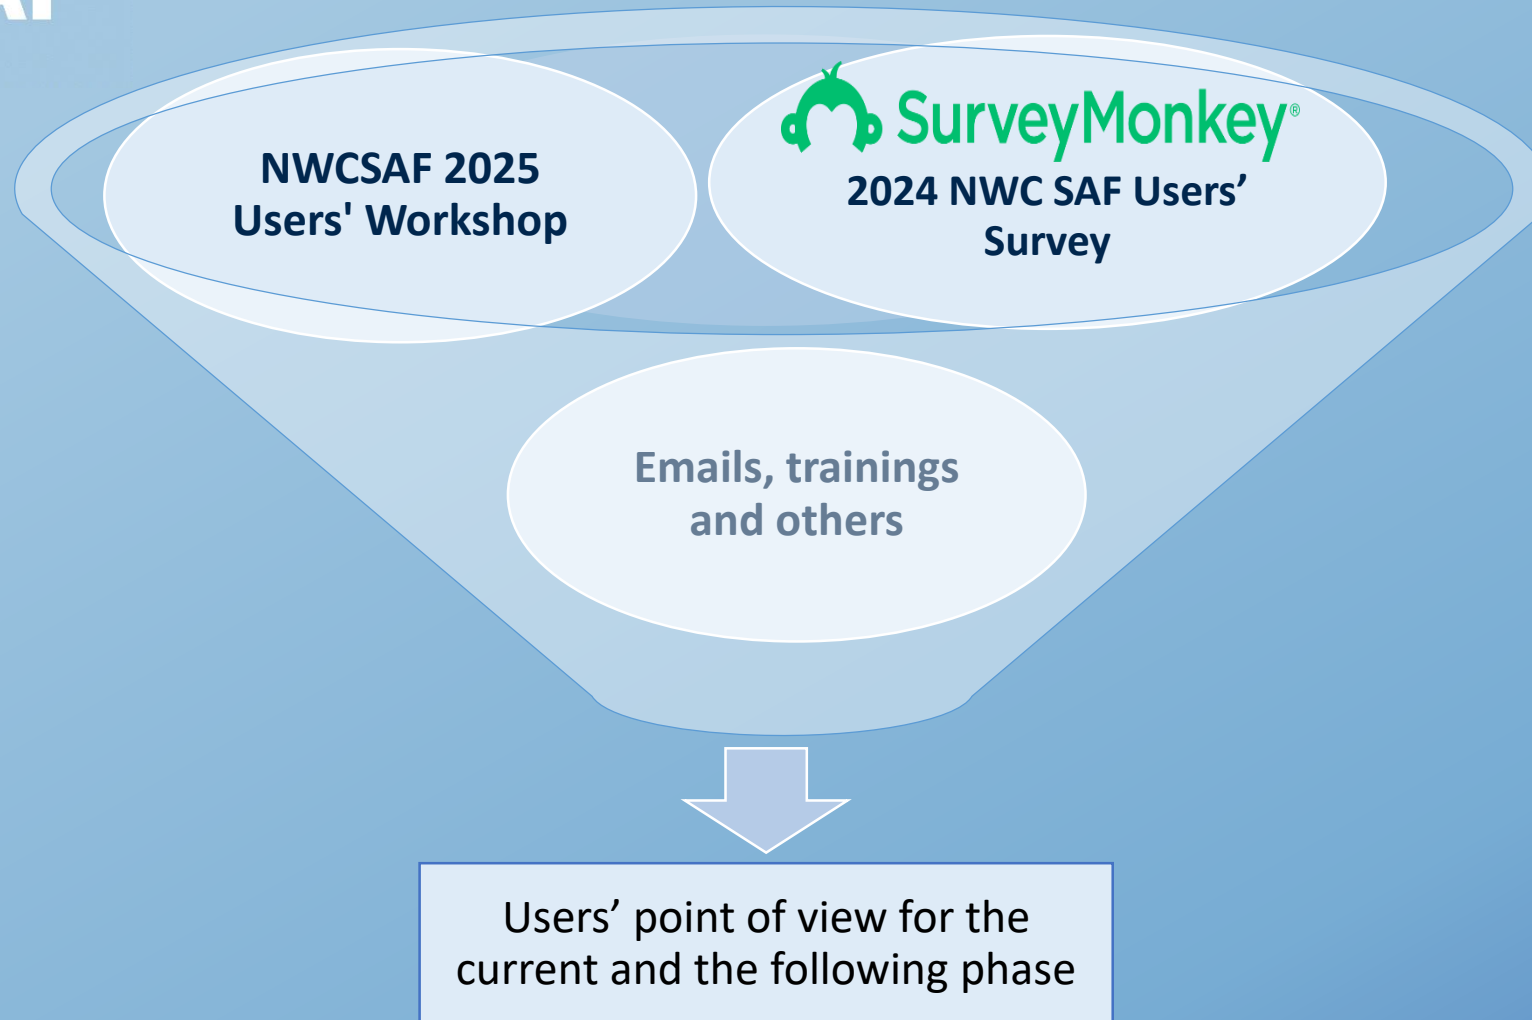 NWCSAF 2025
Users' Workshop
SurveyMonkey®
2024 NWC SAF Users’
Survey
Emails, trainings
and others
Users’ point of view for the
current and the following phase